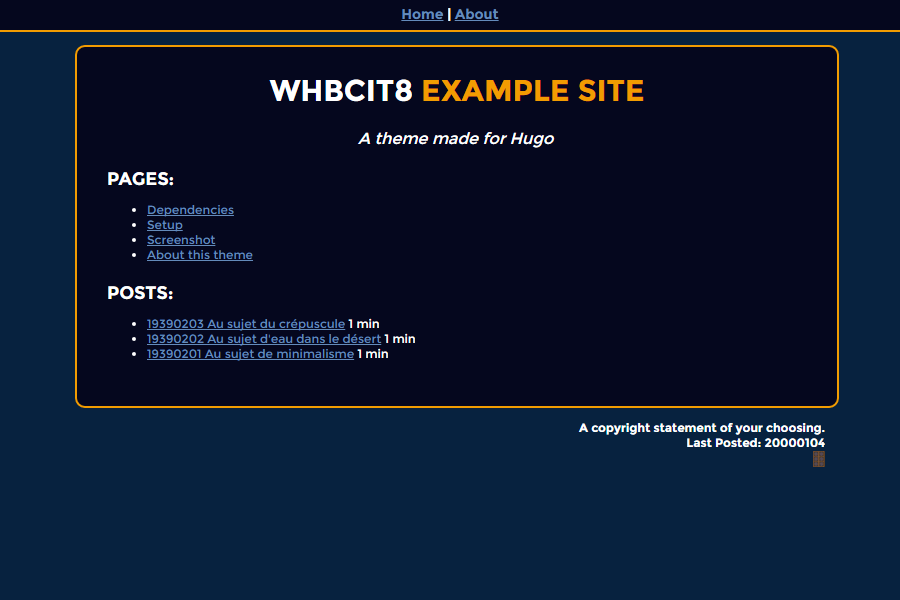 Home | About
WHBCIT8 EXAMPLE SITE
A theme made for Hugo
PAGES:
Dependencies
Setup
Screenshot
About this theme
POSTS:
19390203 Au sujet du crépuscule 1 min
19390202 Au sujet d'eau dans le désert 1 min
19390201 Au sujet de minimalisme 1 min
A copyright statement of your choosing.
Last Posted: 20000104